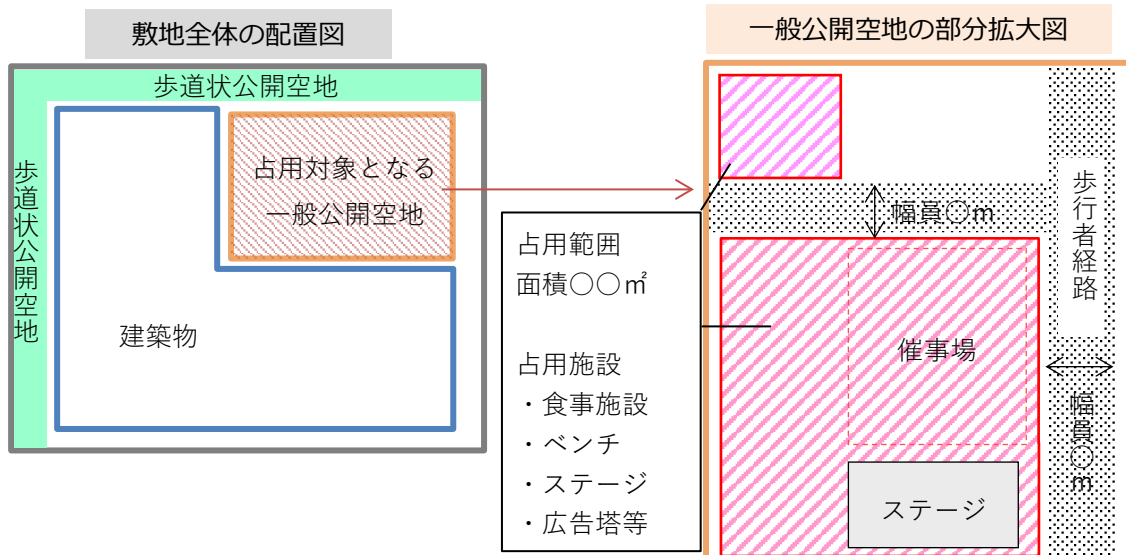 敷地全体の配置図
歩道状公開空地
歩道状公開空地
占用対象となる
一般公開空地
建築物
一般公開空地の部分拡大図
占用範囲
面積〇〇㎡
占用施設
・食事施設
・ベンチ
・ステージ
・広告塔等
幅員〇m
歩行者経路
催事場
幅員〇m
ステージ